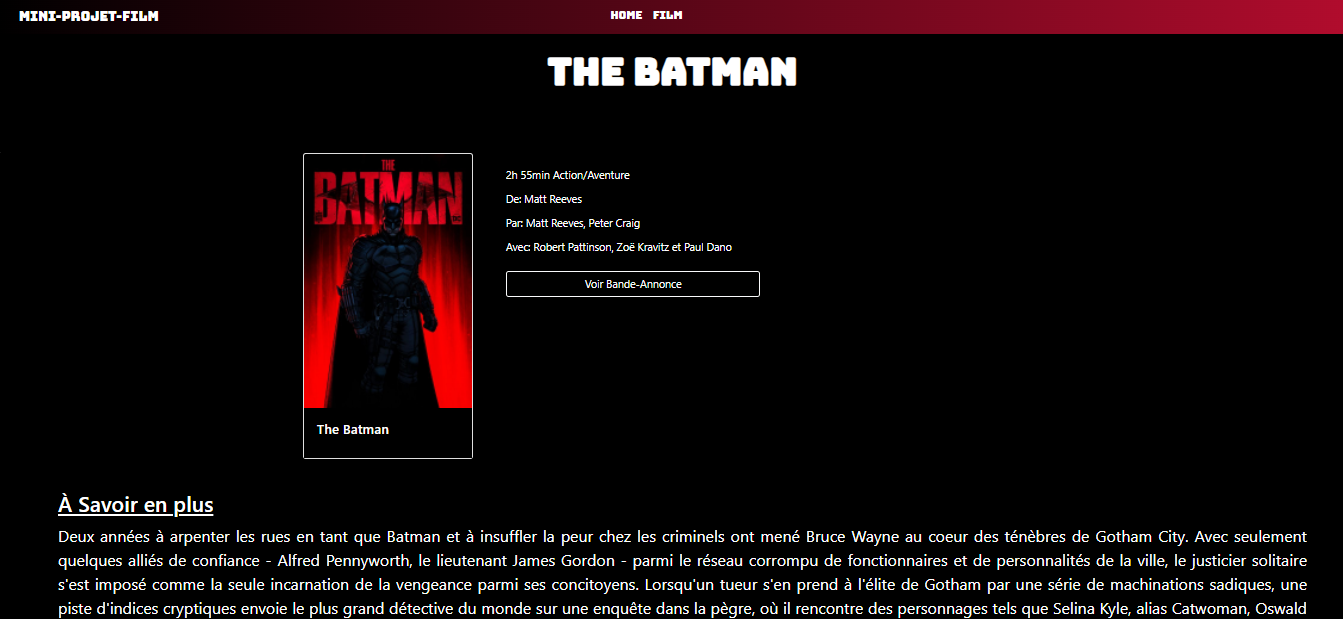 MINI-PROJET-FILM
HOME FILM
THE BATMAN
THE
BATMAN
2h 55min Action/Aventure
De: Matt Reeves
Par: Matt Reeves, Peter Craig
Avec: Robert Pattinson, Zoë Kravitz et Paul Dano
Voir Bande-Annonce
The Batman
À Savoir en plus
Deux années à arpenter les rues en tant que Batman et à insuffler la peur chez les criminels ont mené Bruce Wayne au coeur des ténèbres de Gotham City. Avec seulement
quelques alliés de confiance - Alfred Pennyworth, le lieutenant James Gordon - parmi le réseau corrompu de fonctionnaires et de personnalités de la ville, le justicier solitaire
s'est imposé comme la seule incarnation de la vengeance parmi ses concitoyens. Lorsqu'un tueur s'en prend à l'élite de Gotham par une série de machinations sadiques, une
piste d'indices cryptiques envoie le plus grand détective du monde sur une enquête dans la pègre, où il rencontre des personnages tels que Selina Kyle, alias Catwoman, Oswald